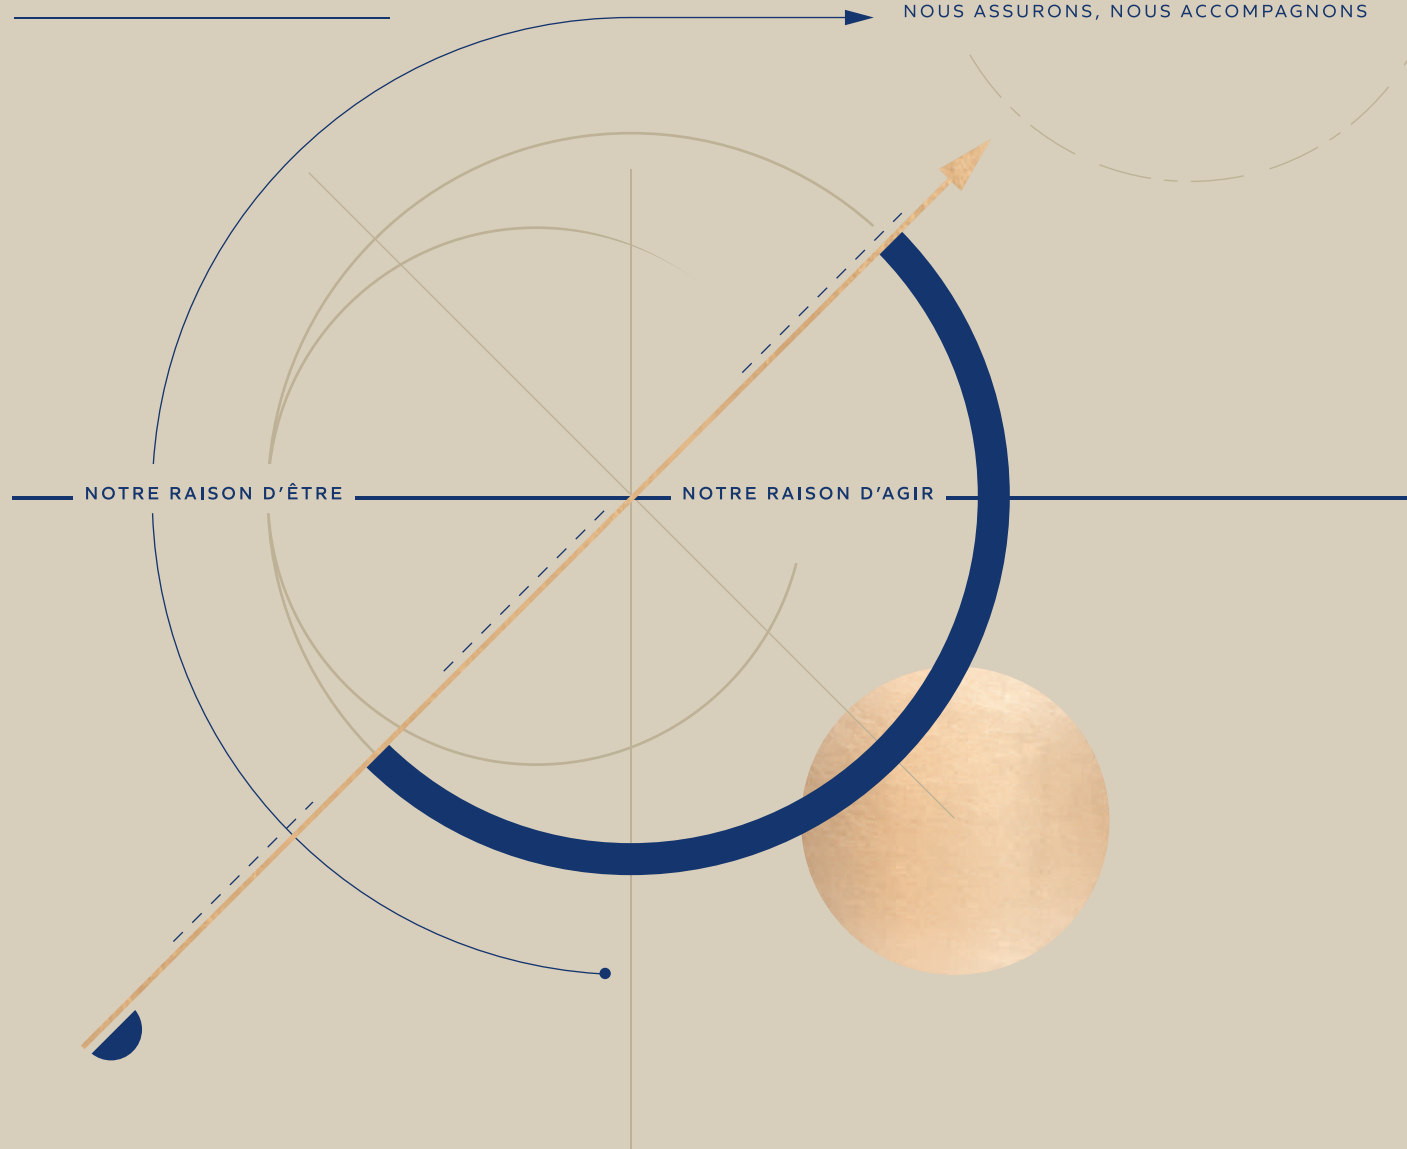 NOUS ASSURONS, NOUS ACCOMPAGNONS
NOTRE RAISON D'ÊTRE
NOTRE RAISON D'AGIR